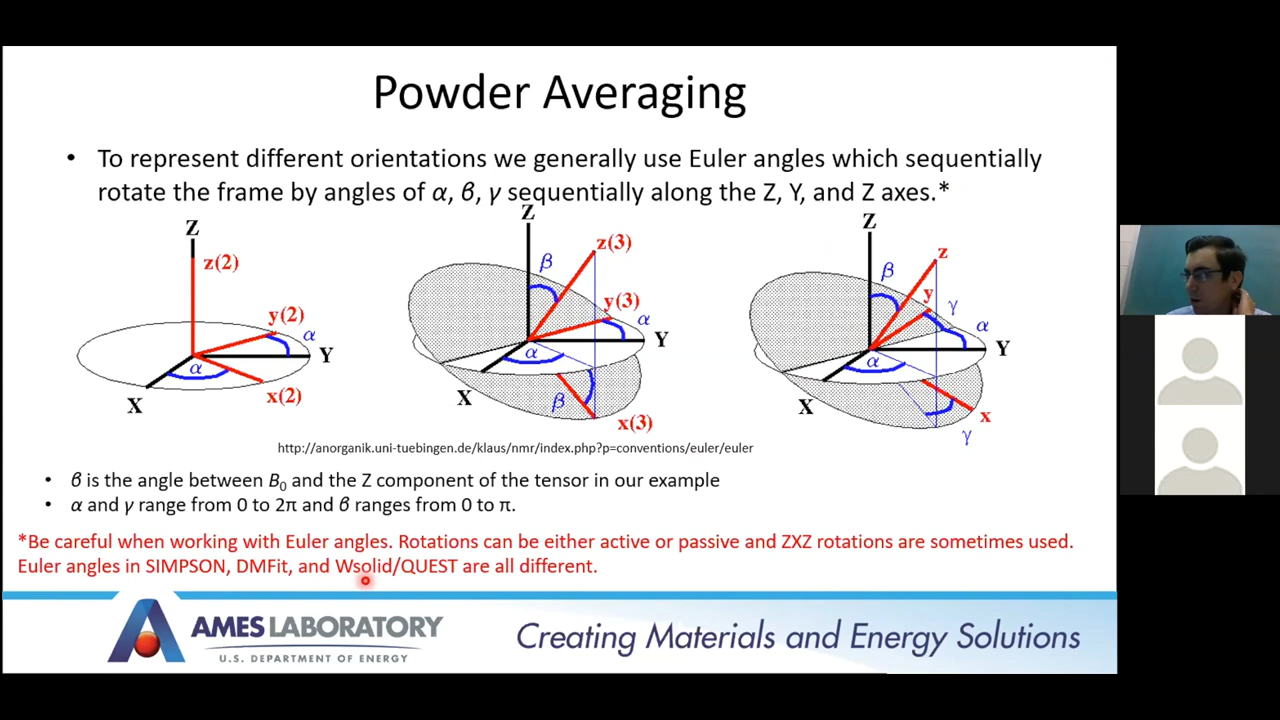 Powder Averaging
• To represent different orientations we generally use Euler angles which sequentially
rotate the frame by angles of α, β, γ sequentially along the Z, Y, and Z axes.*
Z
z(2)
y(2)
α
Y
α
X
x(2)
Z
z(3)
β
y(3)
α
Y
α
X
β
x(3)
Z
z
β
y
γ
α
Y
α
X
x
γ
http://anorganik.uni-tuebingen.de/klaus/nmr/index.php?p=conventions/euler/euler
• β is the angle between B₀ and the Z component of the tensor in our example
• α and γ range from 0 to 2π and β ranges from 0 to π.
*Be careful when working with Euler angles. Rotations can be either active or passive and ZXZ rotations are sometimes used.
Euler angles in SIMPSON, DMFit, and Wsolid/QUEST are all different.
AMES LABORATORY
U.S. DEPARTMENT OF ENERGY
Creating Materials and Energy Solutions